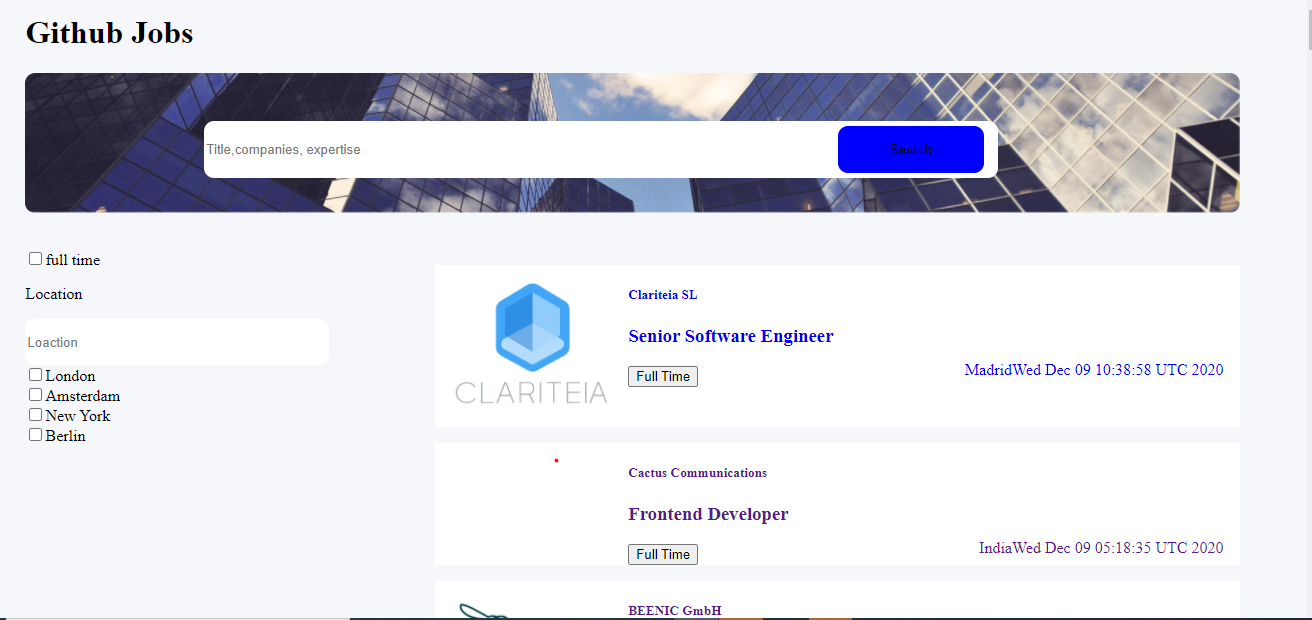 Github Jobs
Title,companies, expertise
Search
full time
Location
Loaction
London
Amsterdam
New York
Berlin
CLARITEIA
Clariteia SL
Senior Software Engineer
Full Time
MadridWed Dec 09 10:38:58 UTC 2020
Cactus Communications
Frontend Developer
Full Time
IndiaWed Dec 09 05:18:35 UTC 2020
BEENIC GmbH